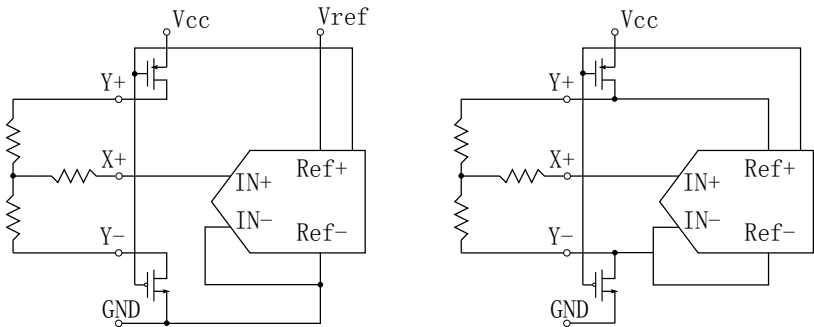 Vcc Vref
Y+
X+
IN+ Ref+
IN-
Y- Ref-
GND
Vcc
Y+
X+
IN+ Ref+
IN-
Y- Ref-
GND